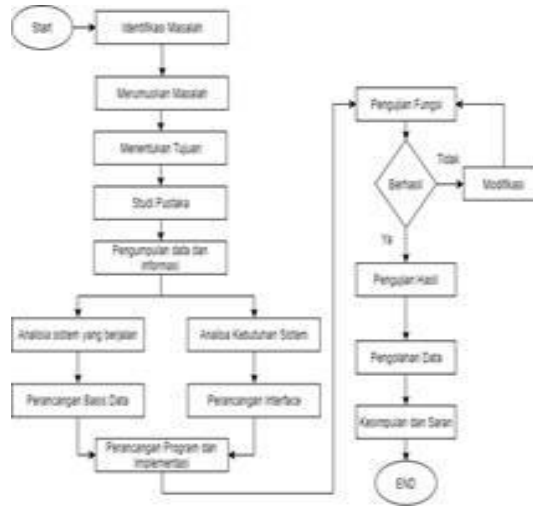 Start
Identifikasi Masalah
Merumuskan Masalah
Menentukan Tujuan
Studi Pustaka
Pengumpulan data dan
informasi
Analisa sistem yang berjalan
Analisa Kebutuhan Sistem
Perancangan Basis Data
Perancangan Interface
Perancangan Program dan
Implementasi
Pengujian Fungsi
Berhasil
Tidak
Modifikasi
Ya
Pengujian Hasil
Pengolahan Data
Kesimpulan dan Saran
END